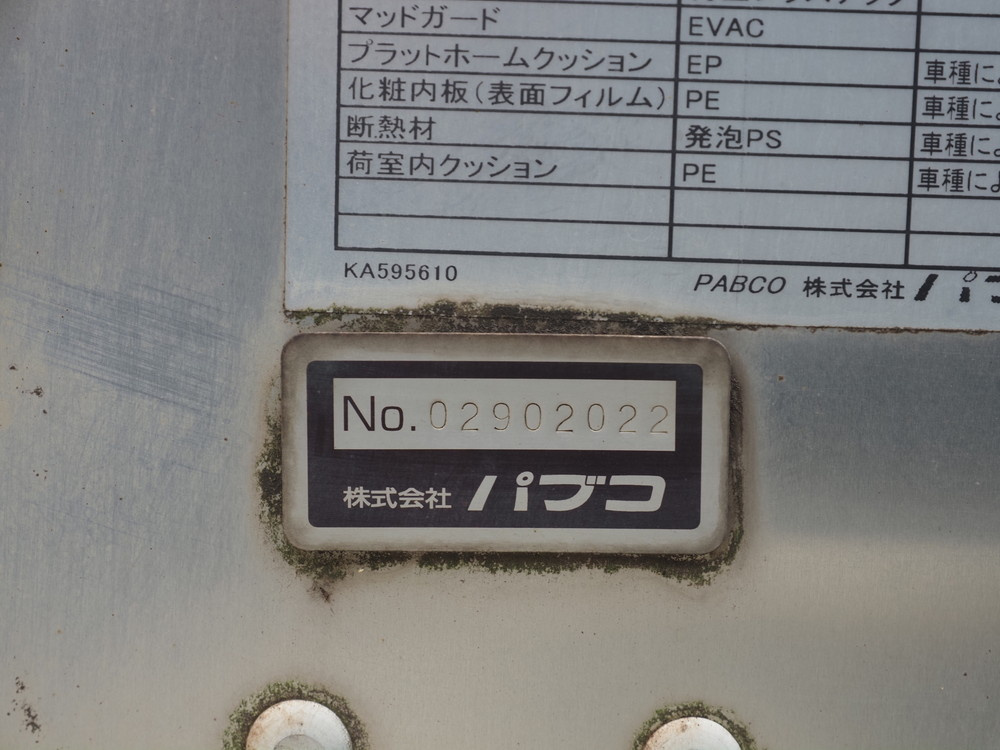 マッドガード EVAC
プラットホームクッション EP 車種に
化粧内板(表面フィルム) PE 車種に
断熱材 発泡PS 車種に
荷室内クッション PE 車種に
KA595610 PABCO 株式会社
No. 02902022
株式会社 パブコ